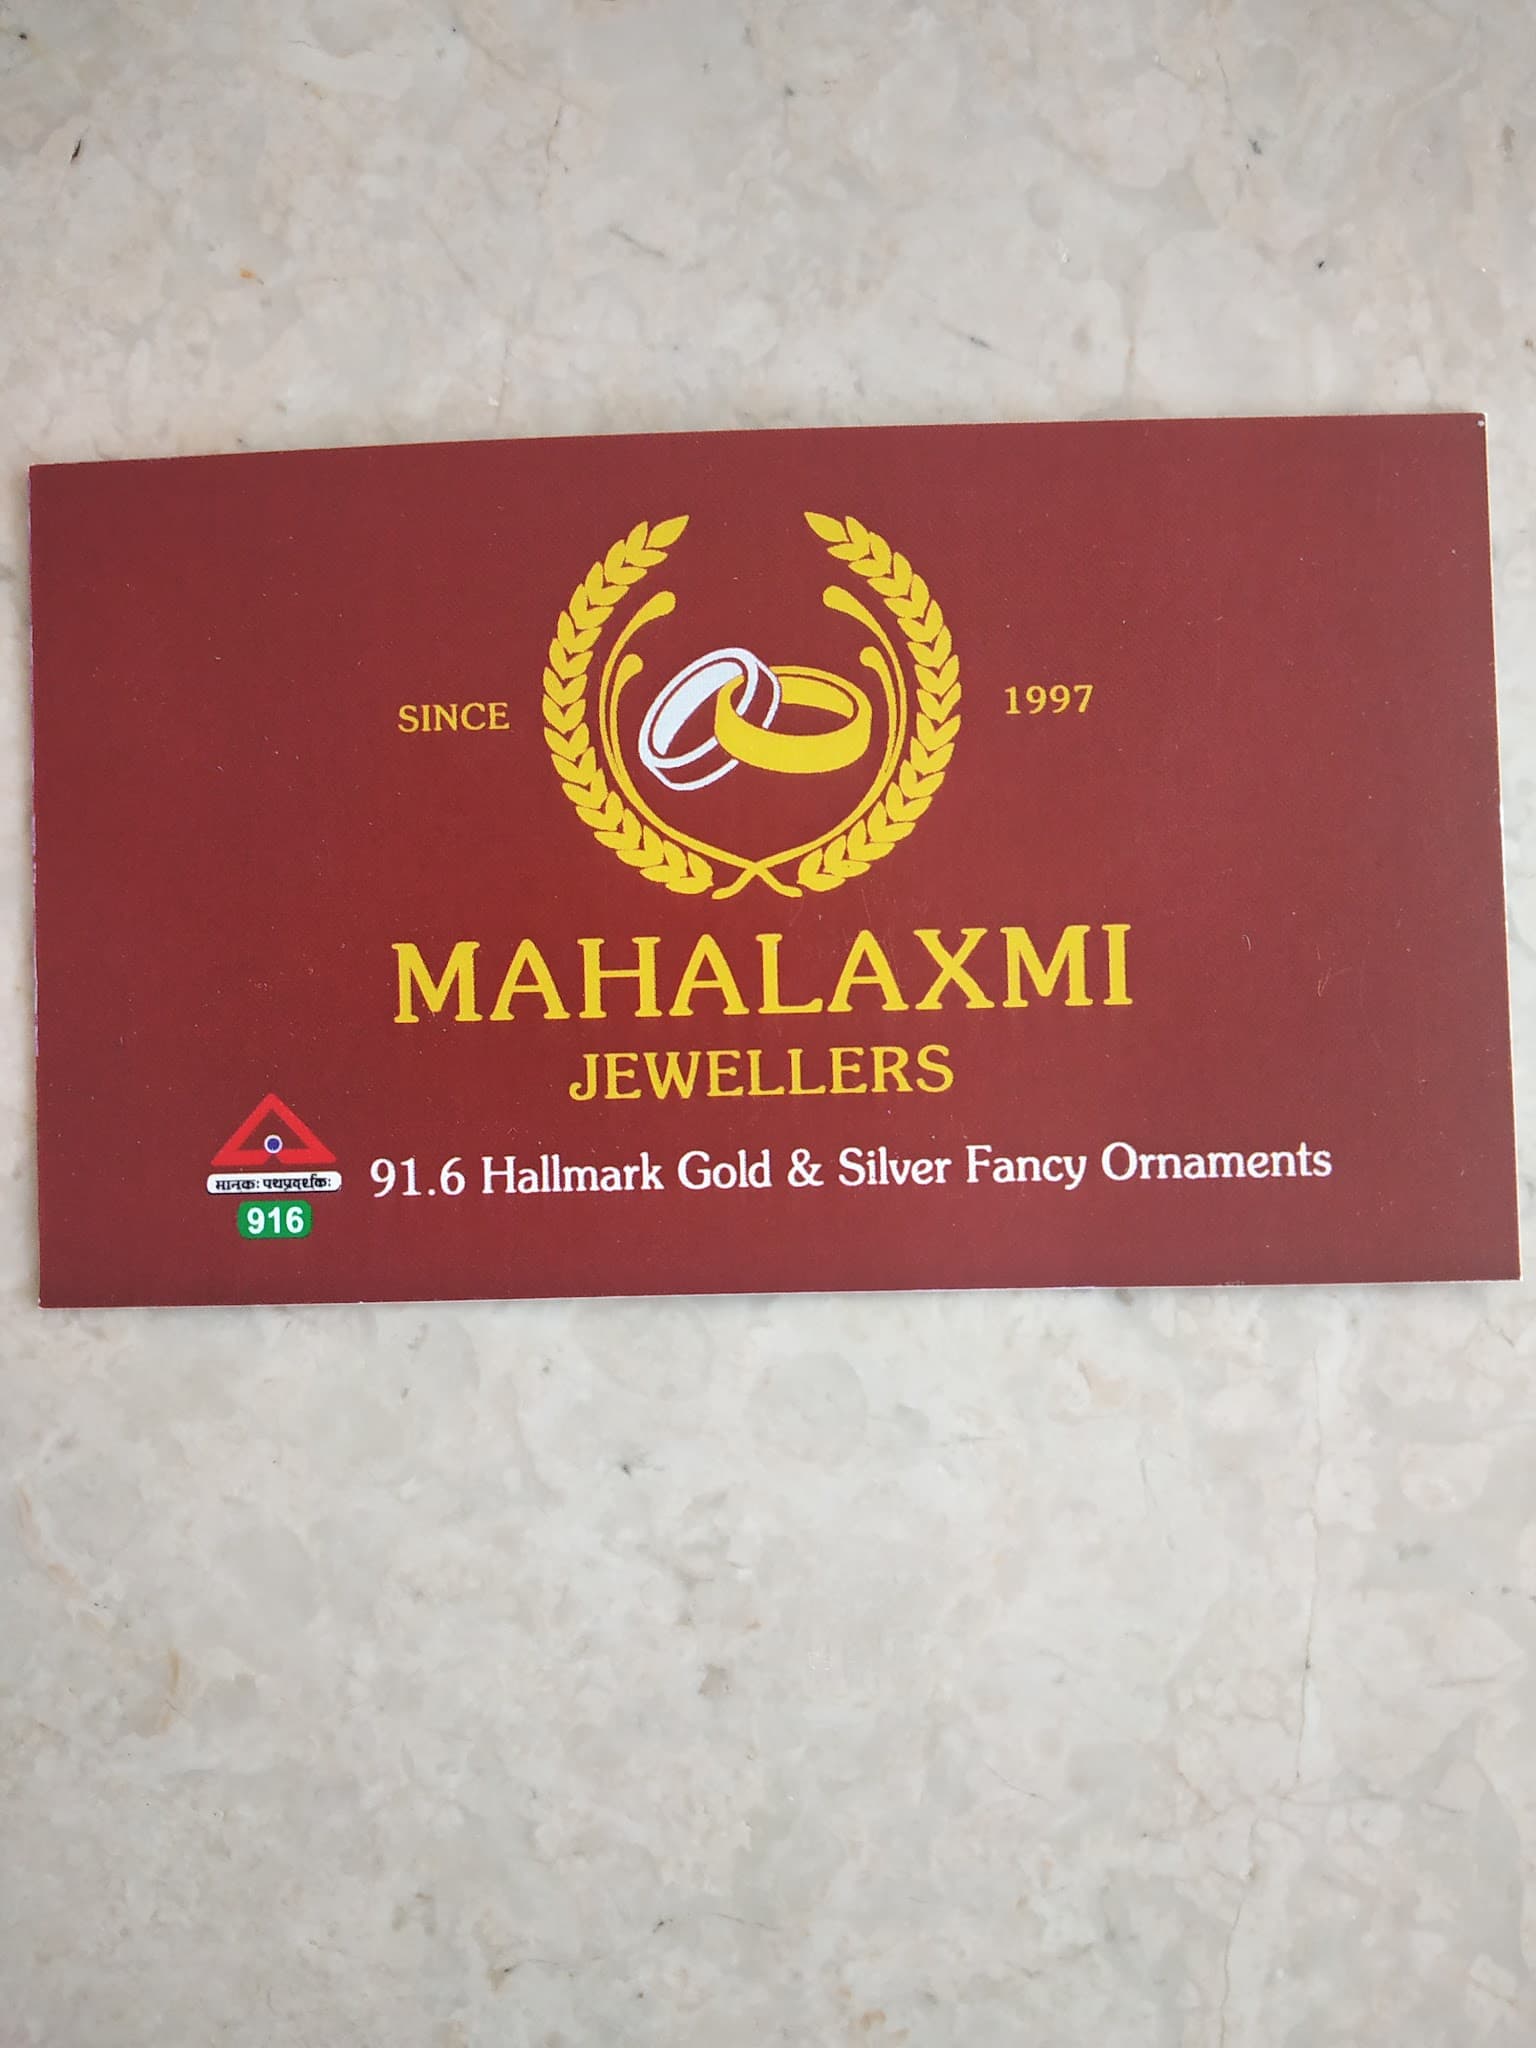 SINCE 1997
MAHALAXMI
JEWELLERS
91.6 Hallmark Gold & Silver Fancy Ornaments
मानकः पथप्रदर्शकः
916